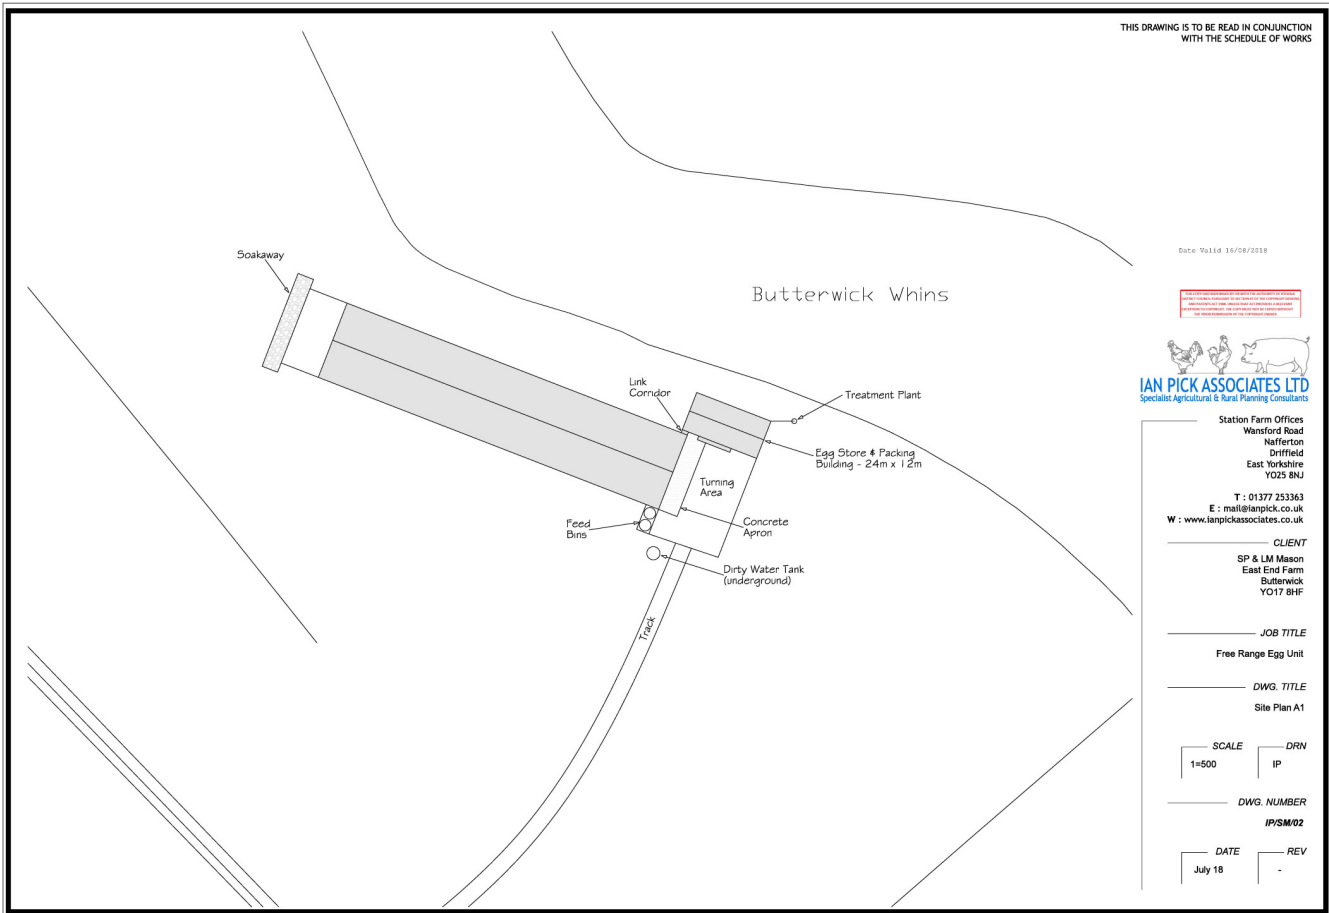 THIS DRAWING IS TO BE READ IN CONJUNCTION
WITH THE SCHEDULE OF WORKS
Soakaway
Butterwick Whins
Link
Corridor
Treatment Plant
Egg Store & Packing
Building - 24m x 12m
Turning
Area
Feed
Bins
Concrete
Apron
Dirty Water Tank
(underground)
Track
Date Valid 16/08/2018
IAN PICK ASSOCIATES LTD
Specialist Agricultural & Rural Planning Consultants
Station Farm Offices
Wansford Road
Nafferton
Driffield
East Yorkshire
YO25 8NJ
T : 01377 253363
E : mail@ianpick.co.uk
W : www.ianpickassociates.co.uk
CLIENT
SP & LM Mason
East End Farm
Butterwick
YO17 8HF
JOB TITLE
Free Range Egg Unit
DWG. TITLE
Site Plan A1
SCALE
1=500
DRN
IP
DWG. NUMBER
IP/SM/02
DATE
July 18
REV
-